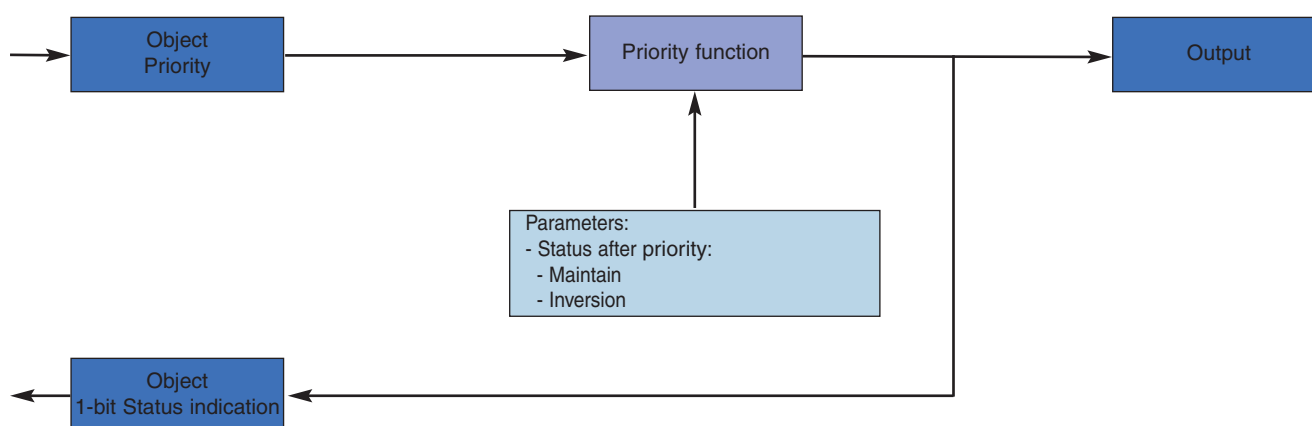 Object
Priority
Priority function
Output
Parameters:
- Status after priority:
- Maintain
- Inversion
Object
1-bit Status indication